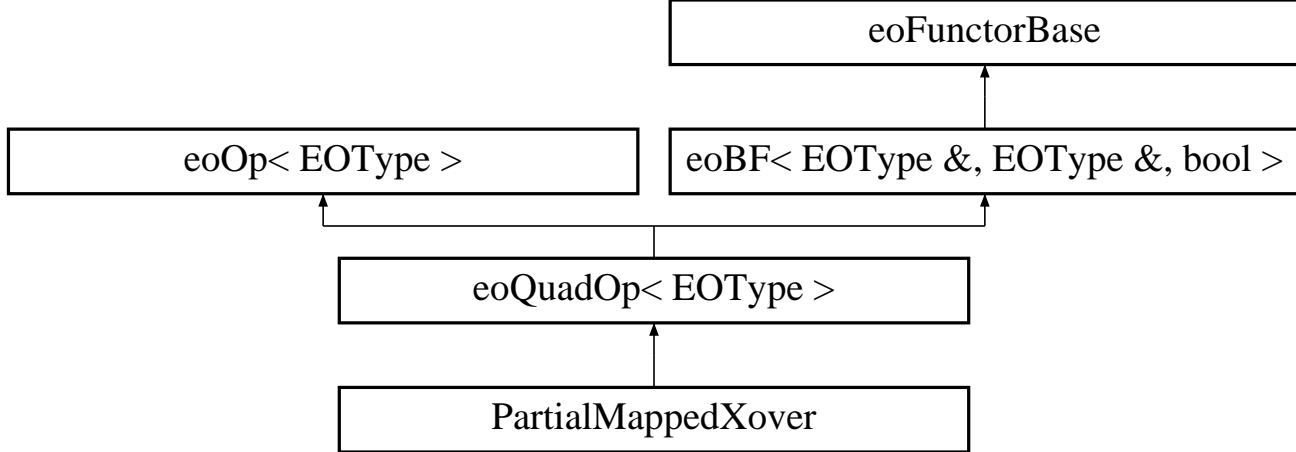 eoFunctorBase
eoOp< EOType >
eoBF< EOType &, EOType &, bool >
eoQuadOp< EOType >
PartialMappedXover